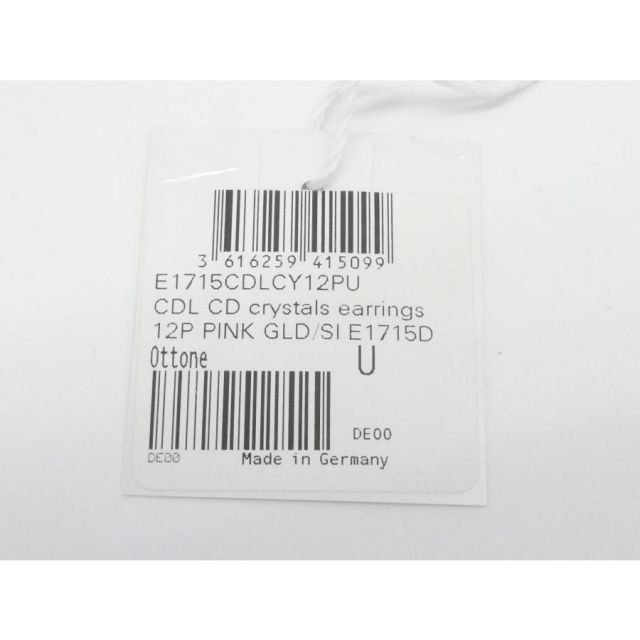 3 616259 415099
E1715CDLCY12PU
CDL CD crystals earrings
12P PINK GLD/SI E1715D
Ottone U
DE00
DE00 Made in Germany